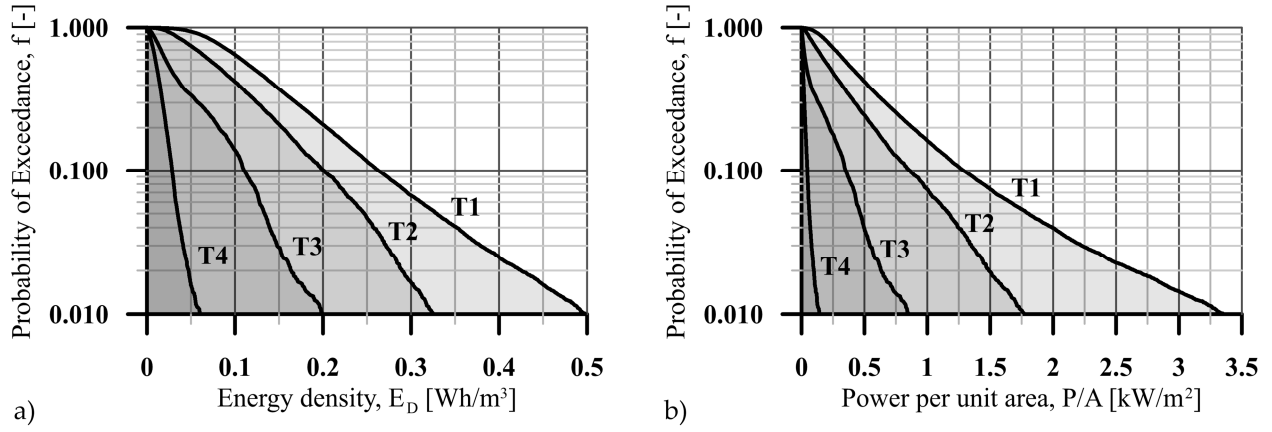 Probability of Exceedance, f [-]
1.000
0.100
0.010
T1
T2
T3
T4
0 0.1 0.2 0.3 0.4 0.5
Energy density, E_D [Wh/m³]
a)
Probability of Exceedance, f [-]
1.000
0.100
0.010
T1
T2
T3
T4
0 0.5 1 1.5 2 2.5 3 3.5
Power per unit area, P/A [kW/m²]
b)